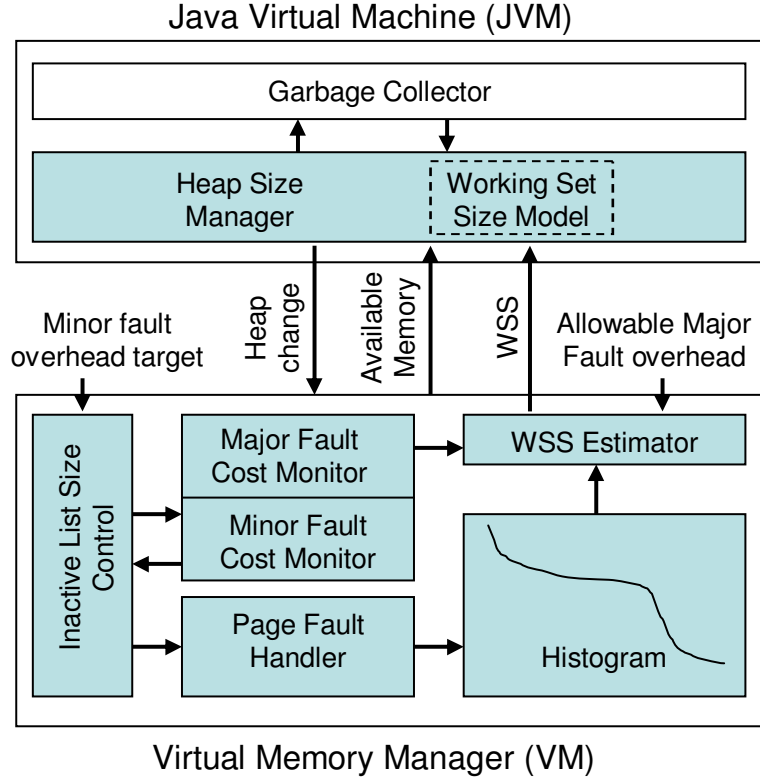 Java Virtual Machine (JVM)
Garbage Collector
Heap Size
Manager
Working Set
Size Model
Minor fault
overhead target
Heap
change
Available
Memory
WSS
Allowable Major
Fault overhead
Inactive List Size
Control
Major Fault
Cost Monitor
Minor Fault
Cost Monitor
Page Fault
Handler
WSS Estimator
Histogram
Virtual Memory Manager (VM)